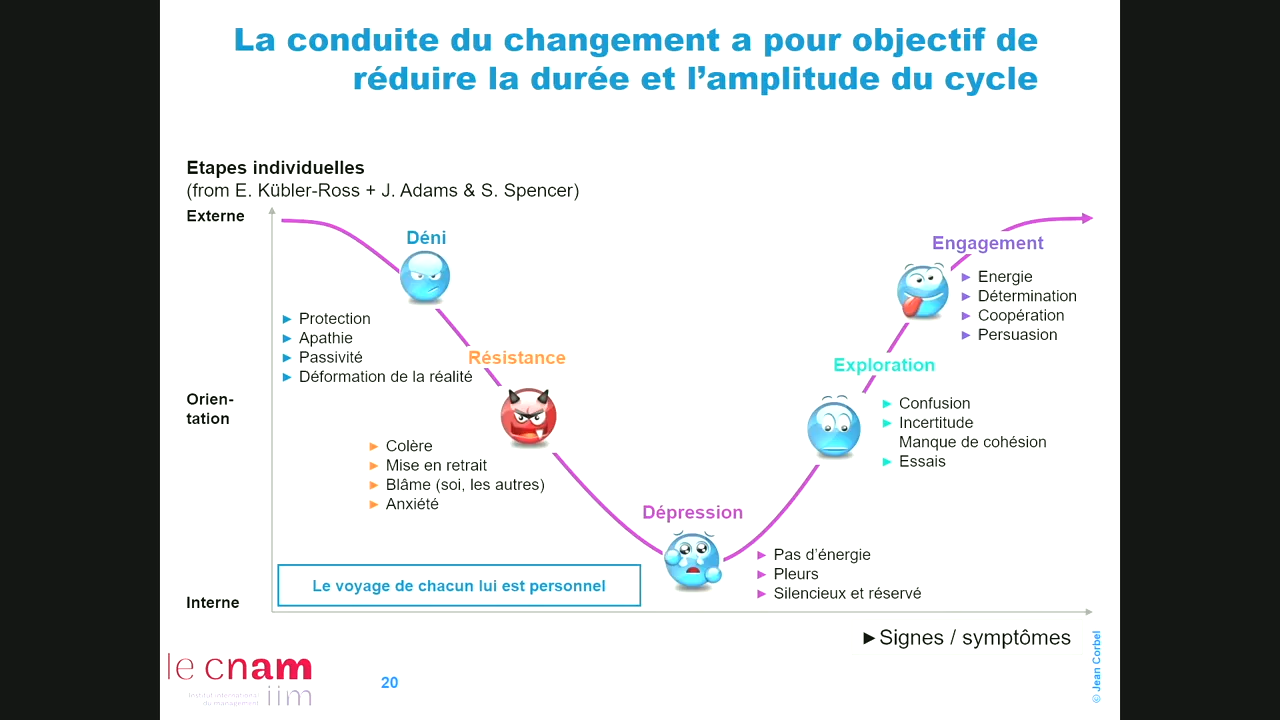 La conduite du changement a pour objectif de
réduire la durée et l’amplitude du cycle
Etapes individuelles
(from E. Kübler-Ross + J. Adams & S. Spencer)
Externe
Déni
Engagement
► Energie
► Détermination
► Coopération
► Persuasion
► Protection
► Apathie
► Passivité
► Déformation de la réalité
Résistance
Exploration
Orien-
tation
► Confusion
► Incertitude
Manque de cohésion
► Essais
► Colère
► Mise en retrait
► Blâme (soi, les autres)
► Anxiété
Dépression
► Pas d’énergie
► Pleurs
► Silencieux et réservé
Le voyage de chacun lui est personnel
Interne
►Signes / symptômes
© Jean Corbel
le cnam
Institut international
du management
iim
20